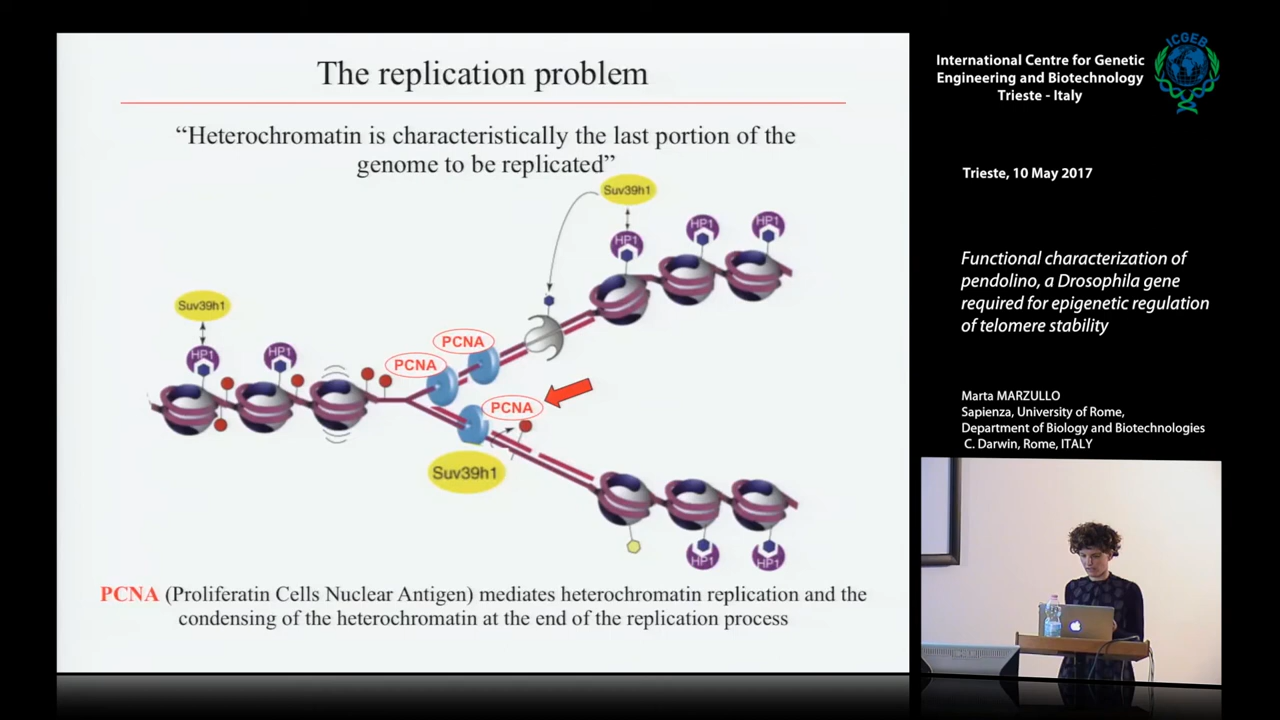 The replication problem
“Heterochromatin is characteristically the last portion of the
genome to be replicated”
Suv39h1
HP1
HP1
HP1
Suv39h1
HP1
HP1
PCNA
PCNA
PCNA
Suv39h1
HP1
HP1
PCNA (Proliferatin Cells Nuclear Antigen) mediates heterochromatin replication and the
condensing of the heterochromatin at the end of the replication process
International Centre for Genetic
Engineering and Biotechnology
Trieste - Italy
ICGEB
Trieste, 10 May 2017
Functional characterization of
pendolino, a Drosophila gene
required for epigenetic regulation
of telomere stability
Marta MARZULLO
Sapienza, University of Rome,
Department of Biology and Biotechnologies
C. Darwin, Rome, ITALY